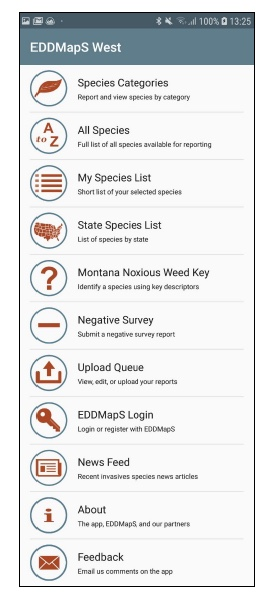 100% 13:25
EDDMapS West
Species Categories
Report and view species by category
A
to Z
All Species
Full list of all species available for reporting
My Species List
Short list of your selected species
State Species List
List of species by state
?
Montana Noxious Weed Key
Identify a species using key descriptors
Negative Survey
Submit a negative survey report
Upload Queue
View, edit, or upload your reports
EDDMapS Login
Login or register with EDDMapS
News Feed
Recent invasives species news articles
i
About
The app, EDDMapS, and our partners
Feedback
Email us comments on the app